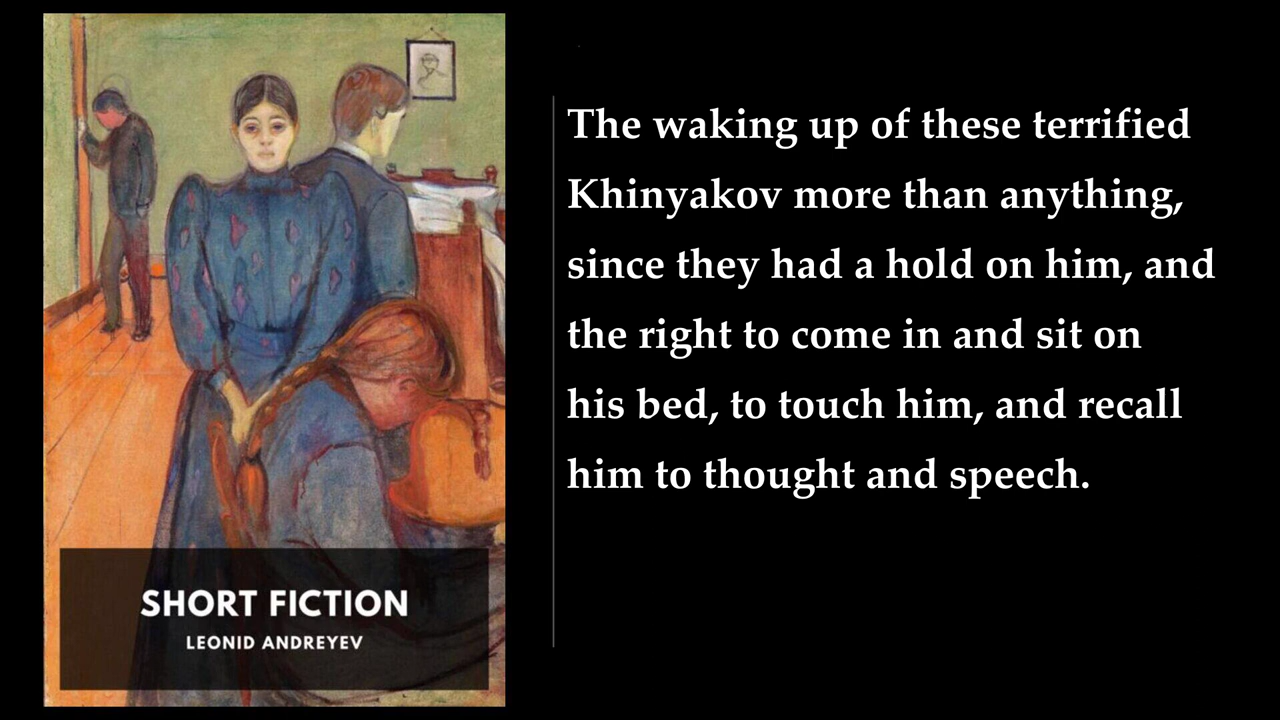 SHORT FICTION
LEONID ANDREYEV
The waking up of these terrified
Khinyakov more than anything,
since they had a hold on him, and
the right to come in and sit on
his bed, to touch him, and recall
him to thought and speech.